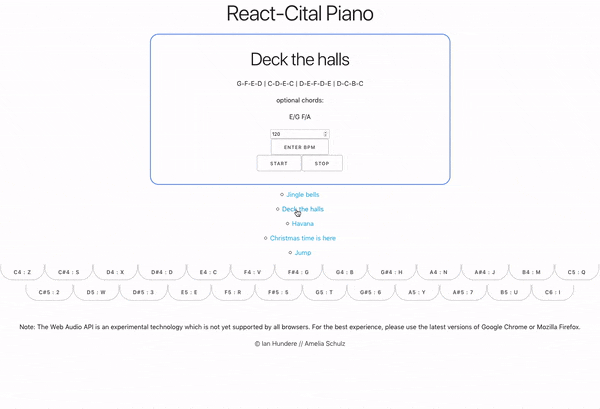 React-Cital Piano
Deck the halls
G-F-E-D | C-D-E-C | D-E-F-D-E | D-C-B-C
optional chords:
E/G F/A
120
ENTER BPM
START STOP
Jingle bells
Deck the halls
Havana
Christmas time is here
Jump
C4 : Z C#4 : S D4 : X D#4 : D E4 : C F4 : V F#4 : G G4 : B G#4 : H A4 : N A#4 : J B4 : M C5 : Q
C#5 : 2 D5 : W D#5 : 3 E5 : E F5 : R F#5 : 5 G5 : T G#5 : 6 A5 : Y A#5 : 7 B5 : U C6 : I
Note: The Web Audio API is an experimental technology which is not yet supported by all browsers. For the best experience, please use the latest versions of Google Chrome or Mozilla Firefox.
© Ian Hundere // Amelia Schulz